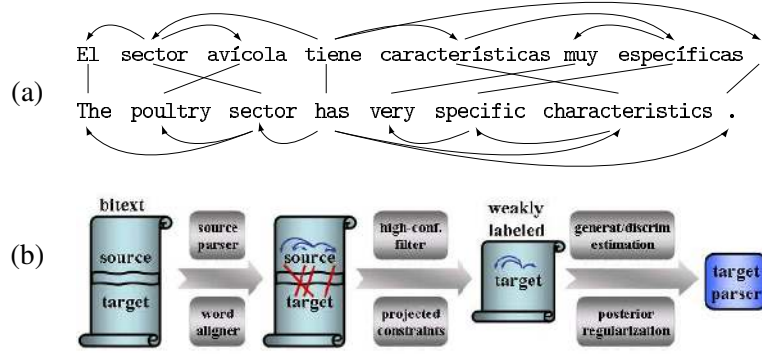 (a)
El sector avícola tiene características muy específicas .
The poultry sector has very specific characteristics .
(b)
bitext
source
target
source
parser
word
aligner
source
target
high-conf.
filter
projected
constraints
weakly
labeled
target
generat/discrim
estimation
posterior
regularization
target
parser